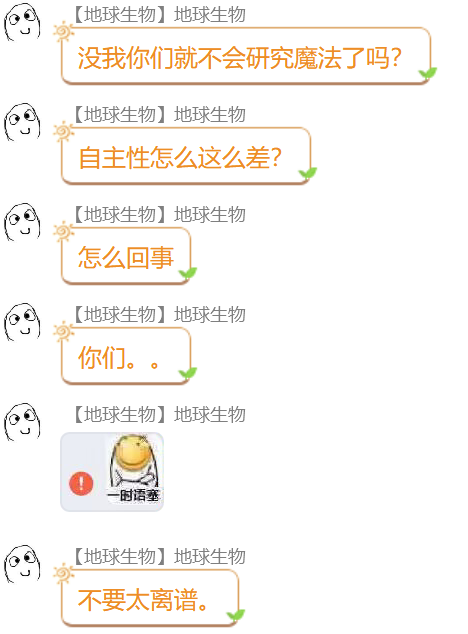 【地球生物】地球生物
没我你们就不会研究魔法了吗?
【地球生物】地球生物
自主性怎么这么差?
【地球生物】地球生物
怎么回事
【地球生物】地球生物
你们。。
【地球生物】地球生物
一时语塞
【地球生物】地球生物
不要太离谱。